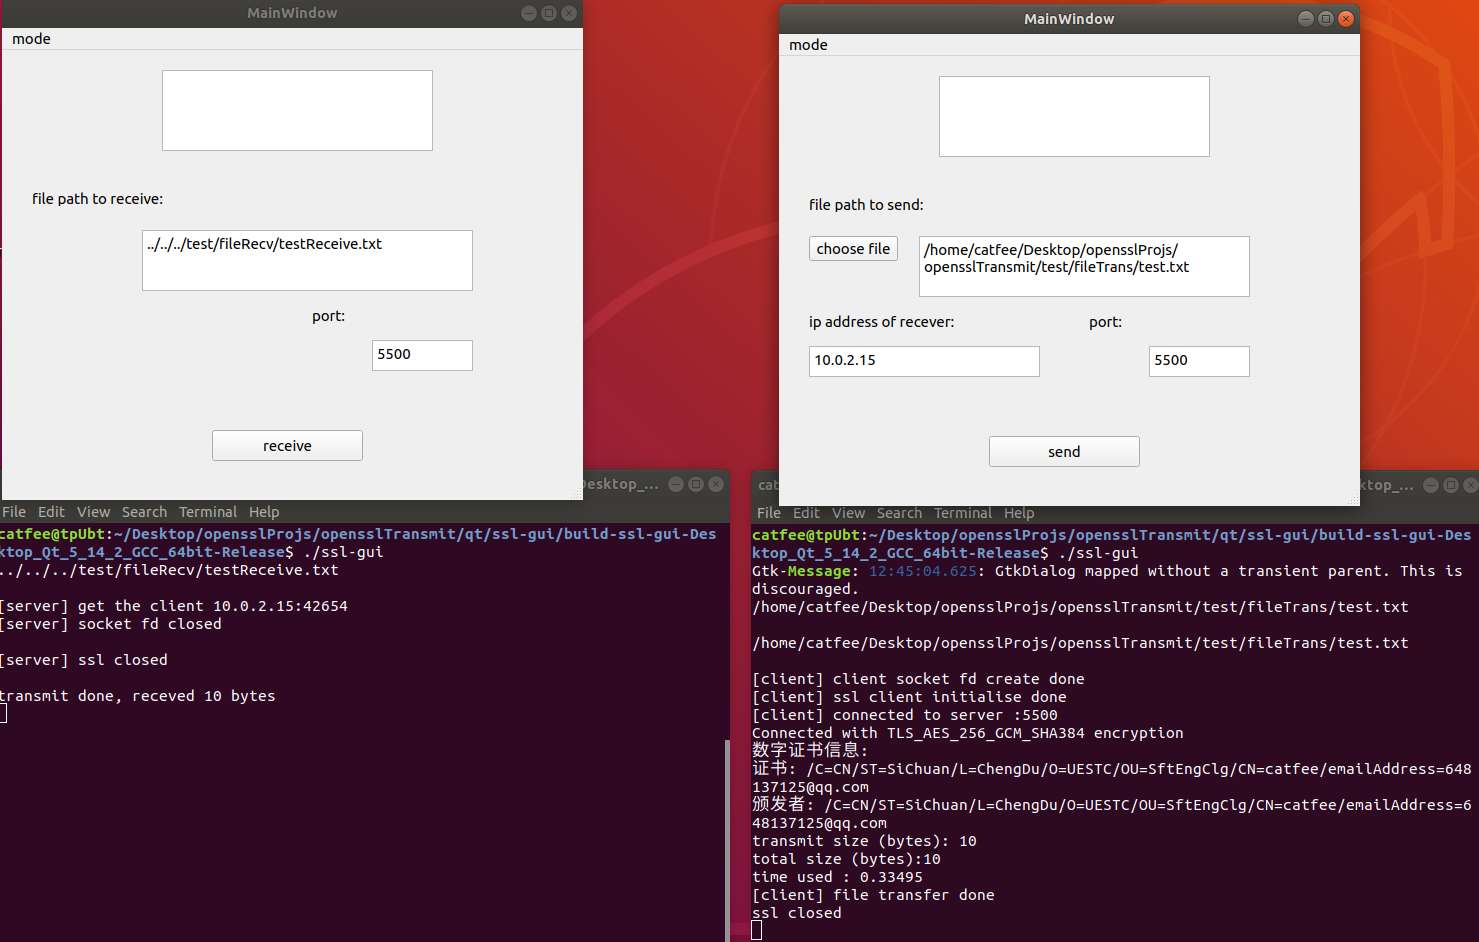 MainWindow
mode
file path to receive:
../../../test/fileRecv/testReceive.txt
port:
5500
receive
MainWindow
mode
file path to send:
choose file
/home/catfee/Desktop/opensslProjs/
opensslTransmit/test/fileTrans/test.txt
ip address of recever:
port:
10.0.2.15
5500
send
Desktop_...
File Edit View Search Terminal Help
catfee@tpUbt:~/Desktop/opensslProjs/opensslTransmit/qt/ssl-gui/build-ssl-gui-Des
ktop_Qt_5_14_2_GCC_64bit-Release$ ./ssl-gui
../../../test/fileRecv/testReceive.txt
[server] get the client 10.0.2.15:42654
[server] socket fd closed
[server] ssl closed
transmit done, receved 10 bytes
cat
ktop_...
File Edit View Search Terminal Help
catfee@tpUbt:~/Desktop/opensslProjs/opensslTransmit/qt/ssl-gui/build-ssl-gui-Des
ktop_Qt_5_14_2_GCC_64bit-Release$ ./ssl-gui
Gtk-Message: 12:45:04.625: GtkDialog mapped without a transient parent. This is
discouraged.
/home/catfee/Desktop/opensslProjs/opensslTransmit/test/fileTrans/test.txt
/home/catfee/Desktop/opensslProjs/opensslTransmit/test/fileTrans/test.txt
[client] client socket fd create done
[client] ssl client initialise done
[client] connected to server :5500
Connected with TLS_AES_256_GCM_SHA384 encryption
数字证书信息:
证书: /C=CN/ST=SiChuan/L=ChengDu/O=UESTC/OU=SftEngClg/CN=catfee/emailAddress=648
137125@qq.com
颁发者: /C=CN/ST=SiChuan/L=ChengDu/O=UESTC/OU=SftEngClg/CN=catfee/emailAddress=6
48137125@qq.com
transmit size (bytes): 10
total size (bytes):10
time used : 0.33495
[client] file transfer done
ssl closed